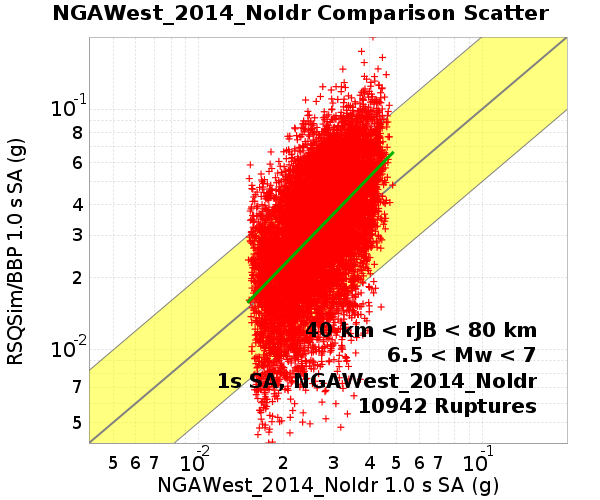 NGAWest_2014_NoIdr Comparison Scatter
RSQSim/BBP 1.0 s SA (g)
10-1
8
6
4
3
2
10-2
7
5
40 km < rJB < 80 km
6.5 < Mw < 7
1s SA, NGAWest_2014_NoIdr
10942 Ruptures
5 6 7 10-2 2 3 4 5 6 7 10-1
NGAWest_2014_NoIdr 1.0 s SA (g)